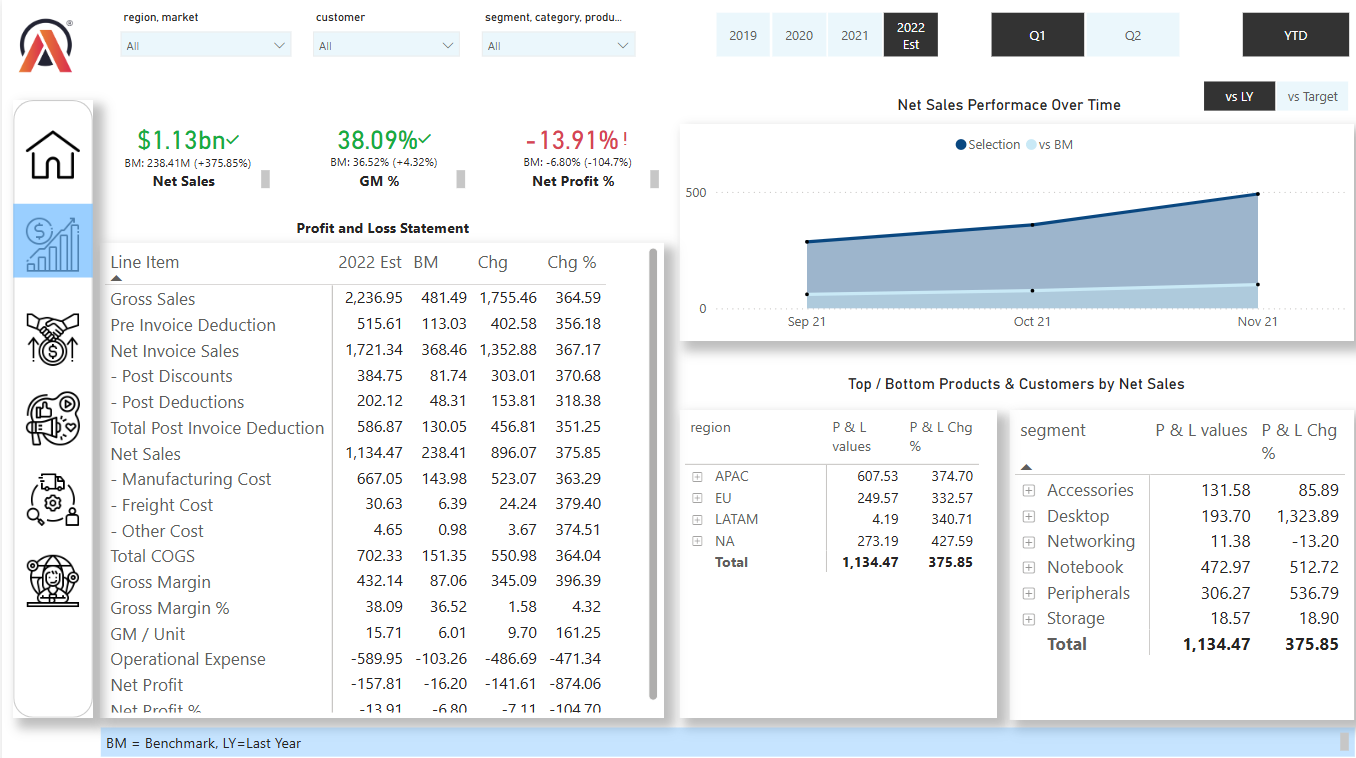 region, market
customer
segment, category, produ...
All
All
All
2019
2020
2021
2022
Est
Q1
Q2
YTD
vs LY
vs Target
$1.13bn
BM: 238.41M (+375.85%)
Net Sales
38.09%
BM: 36.52% (+4.32%)
GM %
-13.91%!
BM: -6.80% (-104.7%)
Net Profit %
Net Sales Performace Over Time
Selection
vs BM
500
0
Sep 21
Oct 21
Nov 21
Profit and Loss Statement
Line Item 2022 Est BM Chg Chg %
Gross Sales 2,236.95 481.49 1,755.46 364.59
Pre Invoice Deduction 515.61 113.03 402.58 356.18
Net Invoice Sales 1,721.34 368.46 1,352.88 367.17
- Post Discounts 384.75 81.74 303.01 370.68
- Post Deductions 202.12 48.31 153.81 318.38
Total Post Invoice Deduction 586.87 130.05 456.81 351.25
Net Sales 1,134.47 238.41 896.07 375.85
- Manufacturing Cost 667.05 143.98 523.07 363.29
- Freight Cost 30.63 6.39 24.24 379.40
- Other Cost 4.65 0.98 3.67 374.51
Total COGS 702.33 151.35 550.98 364.04
Gross Margin 432.14 87.06 345.09 396.39
Gross Margin % 38.09 36.52 1.58 4.32
GM / Unit 15.71 6.01 9.70 161.25
Operational Expense -589.95 -103.26 -486.69 -471.34
Net Profit -157.81 -16.20 -141.61 -874.06
Net Profit % -13.91 -6.80 -7.11 -104.70
Top / Bottom Products & Customers by Net Sales
region P & L values P & L Chg %
APAC 607.53 374.70
EU 249.57 332.57
LATAM 4.19 340.71
NA 273.19 427.59
Total 1,134.47 375.85
segment P & L values P & L Chg %
Accessories 131.58 85.89
Desktop 193.70 1,323.89
Networking 11.38 -13.20
Notebook 472.97 512.72
Peripherals 306.27 536.79
Storage 18.57 18.90
Total 1,134.47 375.85
BM = Benchmark, LY=Last Year